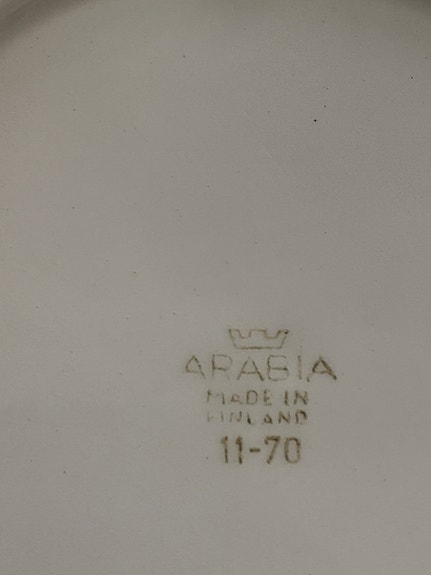 ARABIA
MADE IN
FINLAND
11-70